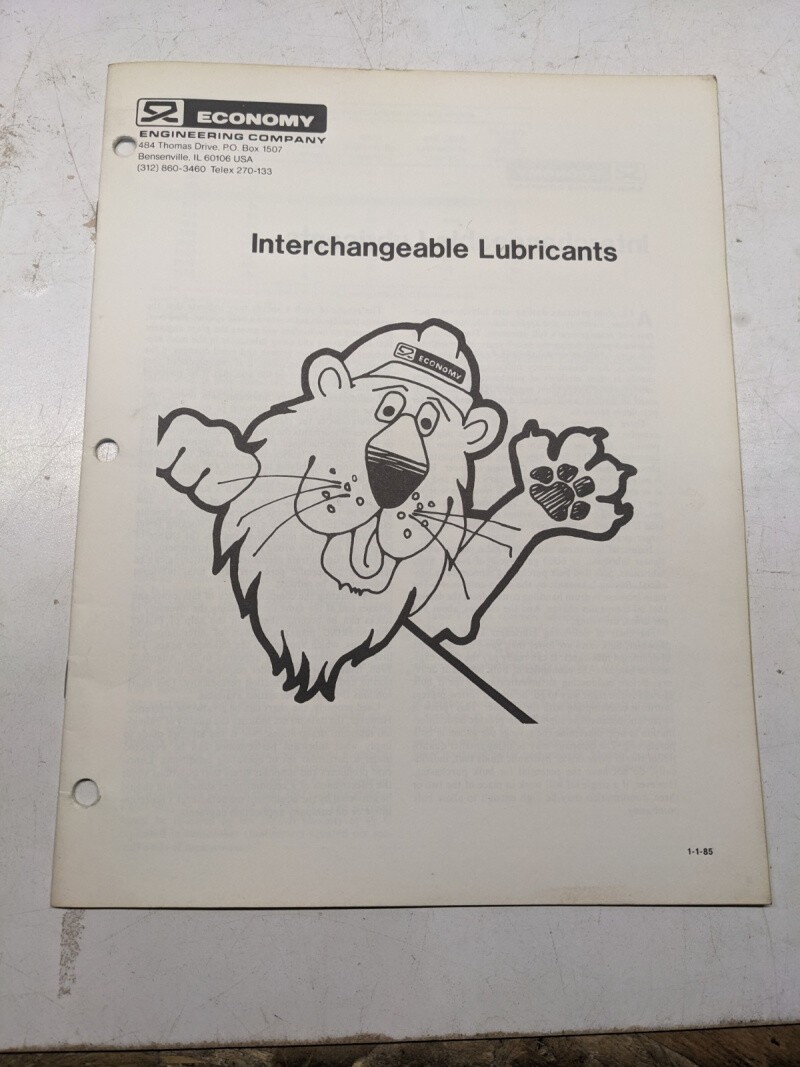 ECONOMY
ENGINEERING COMPANY
484 Thomas Drive, P.O. Box 1507
Bensenville, IL 60106 USA
(312) 860-3460 Telex 270-133
Interchangeable Lubricants
ECONOMY
1-1-85